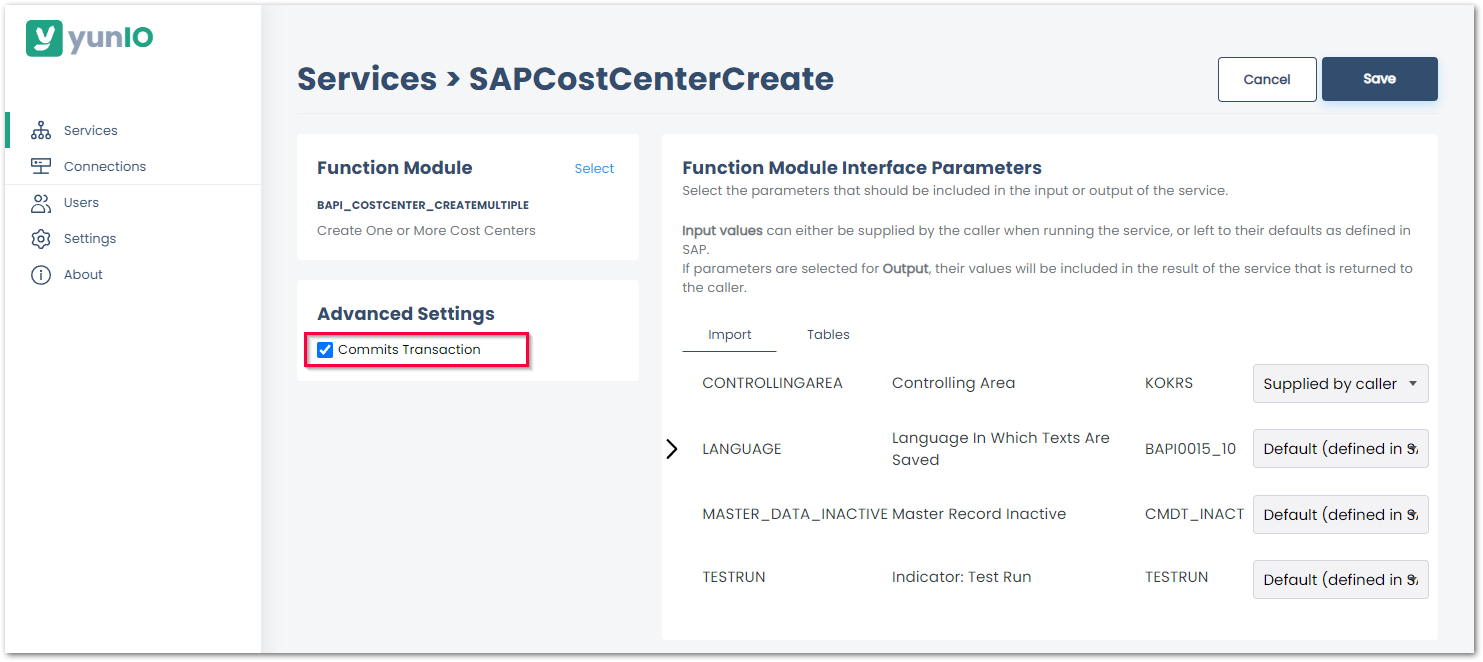 yunIO
Services
Connections
Users
Settings
About
Services > SAPCostCenterCreate
Cancel
Save
Function Module
Select
BAPI_COSTCENTER_CREATEMULTIPLE
Create One or More Cost Centers
Advanced Settings
Commits Transaction
Function Module Interface Parameters
Select the parameters that should be included in the input or output of the service.
Input values can either be supplied by the caller when running the service, or left to their defaults as defined in
SAP.
If parameters are selected for Output, their values will be included in the result of the service that is returned to
the caller.
Import
Tables
CONTROLLINGAREA
Controlling Area
KOKRS
Supplied by caller
LANGUAGE
Language In Which Texts Are
Saved
BAPI0015_10
Default (defined in
MASTER_DATA_INACTIVE
Master Record Inactive
CMDT_INACT
Default (defined in
TESTRUN
Indicator: Test Run
TESTRUN
Default (defined in